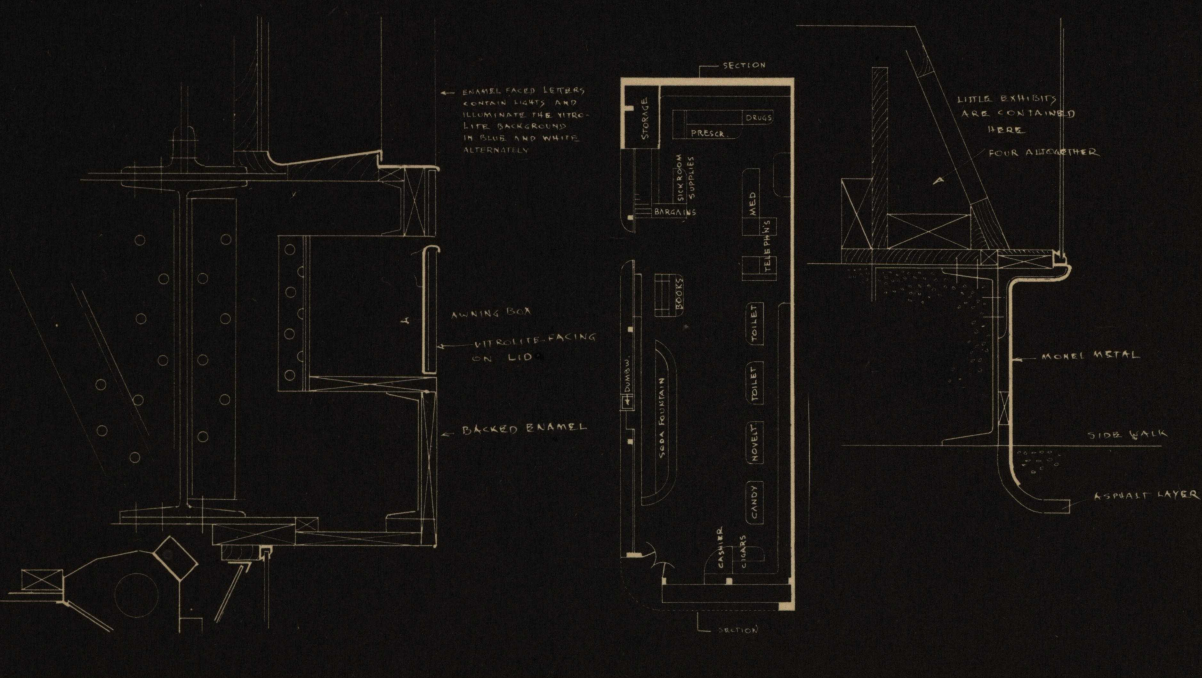 ENAMEL FACED LETTERS
CONTAIN LIGHTS AND
ILLUMINATE THE VITRO-
LITE BACKGROUND
IN BLUE AND WHITE
ALTERNATELY
AWNING BOX
VITROLITE FACING
ON LID
BACKED ENAMEL
SECTION
STORAGE
DRUGS
PRESCR.
SICKROOM
SUPPLIES
BARGAINS
MED
TELEPH'S
BOOKS
TOILET
DUMBW.
TOILET
SODA FOUNTAIN
NOVELT
CANDY
CASHIER
CIGARS
SECTION
LITTLE EXHIBITS
ARE CONTAINED
HERE
FOUR ALTOGETHER
MONEL METAL
SIDE WALK
ASPHALT LAYER